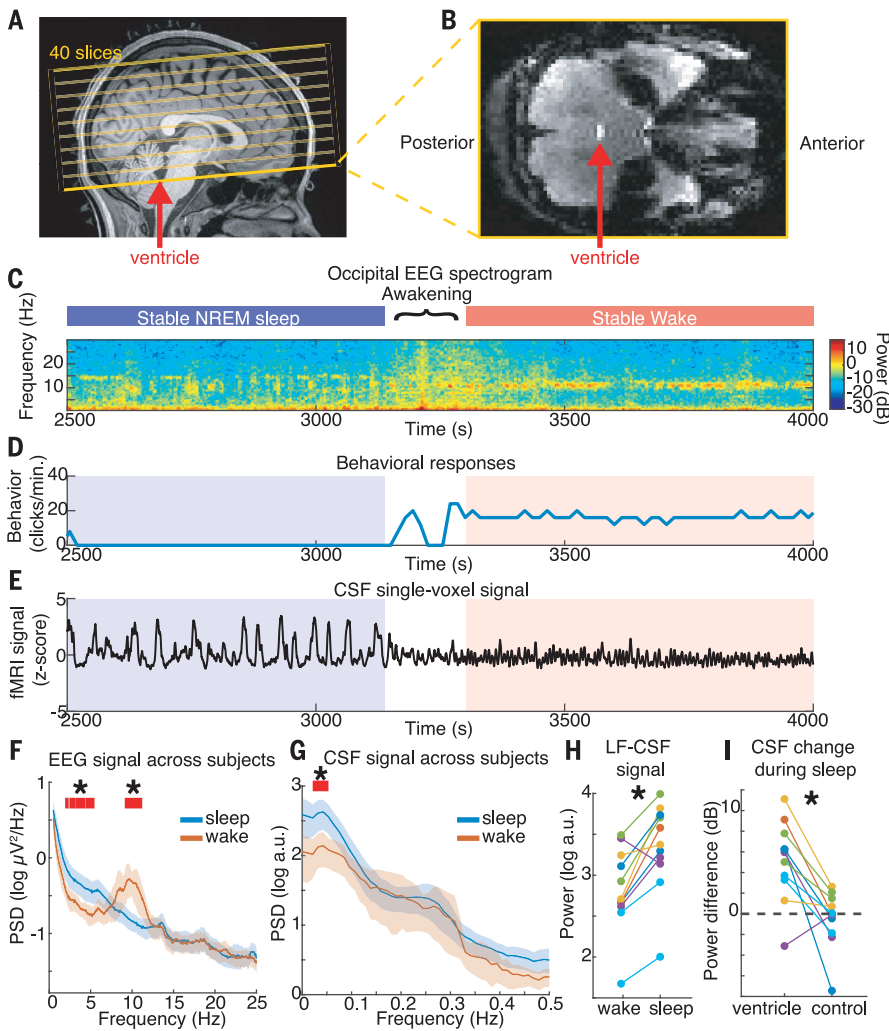 A
40 slices
ventricle
B
Posterior
Anterior
ventricle
C
Occipital EEG spectrogram
Awakening
Stable NREM sleep
Stable Wake
Frequency (Hz)
20
10
2500
3000
3500
4000
Time (s)
10
0
-10
-20
-30
Power (dB)
D
Behavioral responses
Behavior
(clicks/min.)
40
20
0
2500
3000
3500
4000
Time (s)
E
CSF single-voxel signal
fMRI signal
(z-score)
5
0
-5
2500
3000
3500
4000
Time (s)
F
EEG signal across subjects
*
*
sleep
wake
PSD (log µV²/Hz)
1
-0
-1
0
5
10
15
20
25
Frequency (Hz)
G
CSF signal across subjects
*
sleep
wake
PSD (log a.u.)
3
2
1
0
0
0.1
0.2
0.3
0.4
0.5
Frequency (Hz)
H
LF-CSF
signal
*
Power (log a.u.)
4
3
2
wake sleep
I
CSF change
during sleep
*
Power difference (dB)
10
0
ventricle control